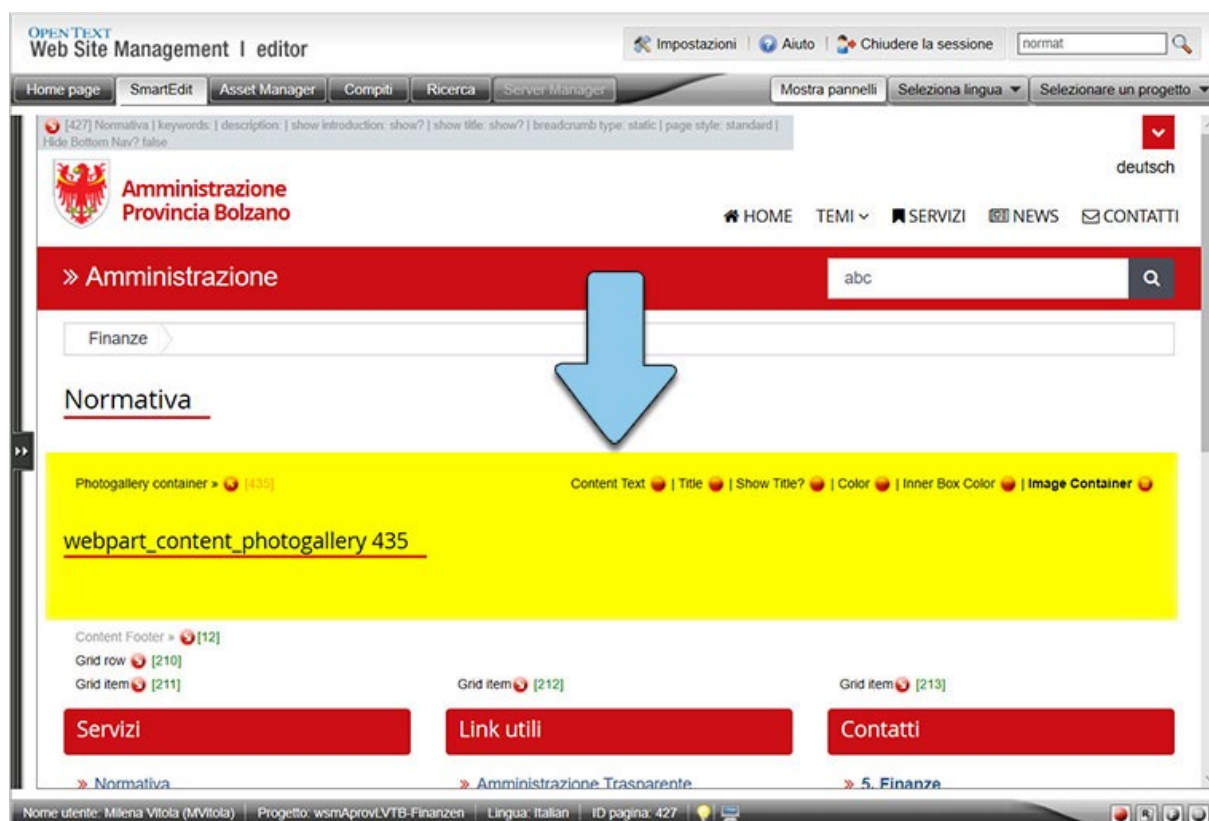 OPEN TEXT
Web Site Management | editor
Impostazioni | Aiuto | Chiudere la sessione
normat
Home page SmartEdit Asset Manager Compiti Ricerca Server Manager
Mostra pannelli Seleziona lingua Selezionare un progetto
[427] Normativa | keywords: | description: | show introduction: show? | show title: show? | breadcrumb type: static | page style: standard |
Hide Bottom Nav? false
deutsch
Amministrazione
Provincia Bolzano
HOME TEMI SERVIZI NEWS CONTATTI
» Amministrazione
abc
Finanze
Normativa
Photogallery container » [435]
Content Text | Title | Show Title? | Color | Inner Box Color | Image Container
webpart_content_photogallery 435
Content Footer » [12]
Grid row [210]
Grid item [211] Grid item [212] Grid item [213]
Servizi Link utili Contatti
» Normativa » Amministrazione Trasparente » 5. Finanze
Nome utente: Milena Vitola (MVitola) Progetto: wsmAprovLVTB-Finanzen Lingua: Italian ID pagina: 427